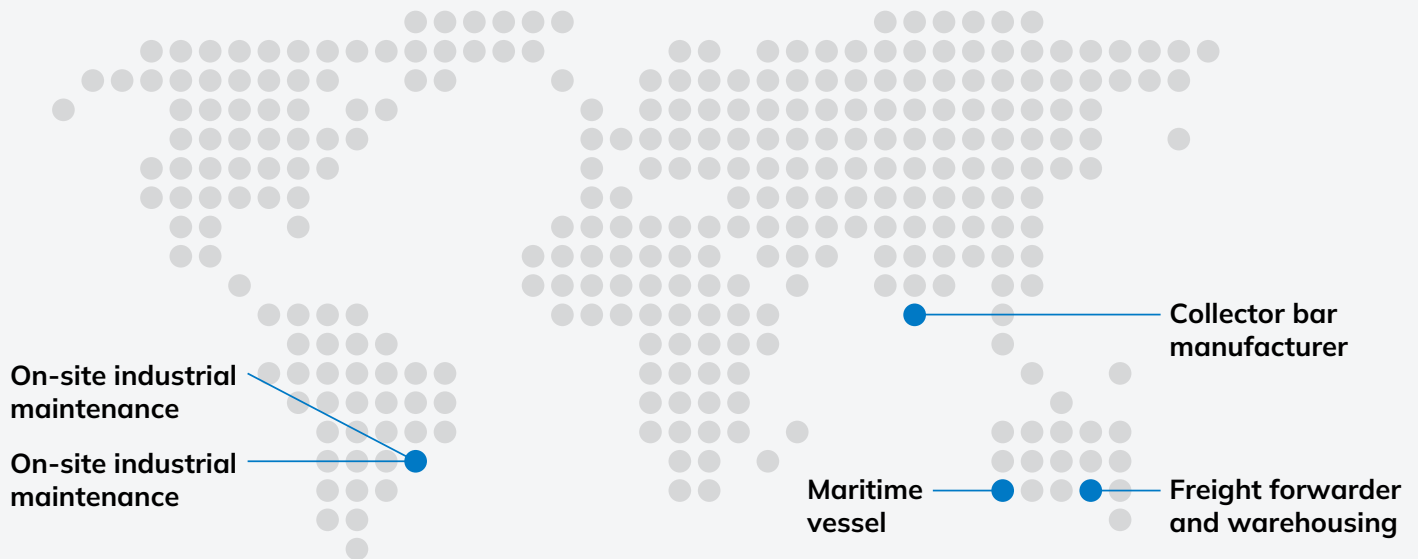 Collector bar
manufacturer
On-site industrial
maintenance
On-site industrial
maintenance
Maritime
vessel
Freight forwarder
and warehousing